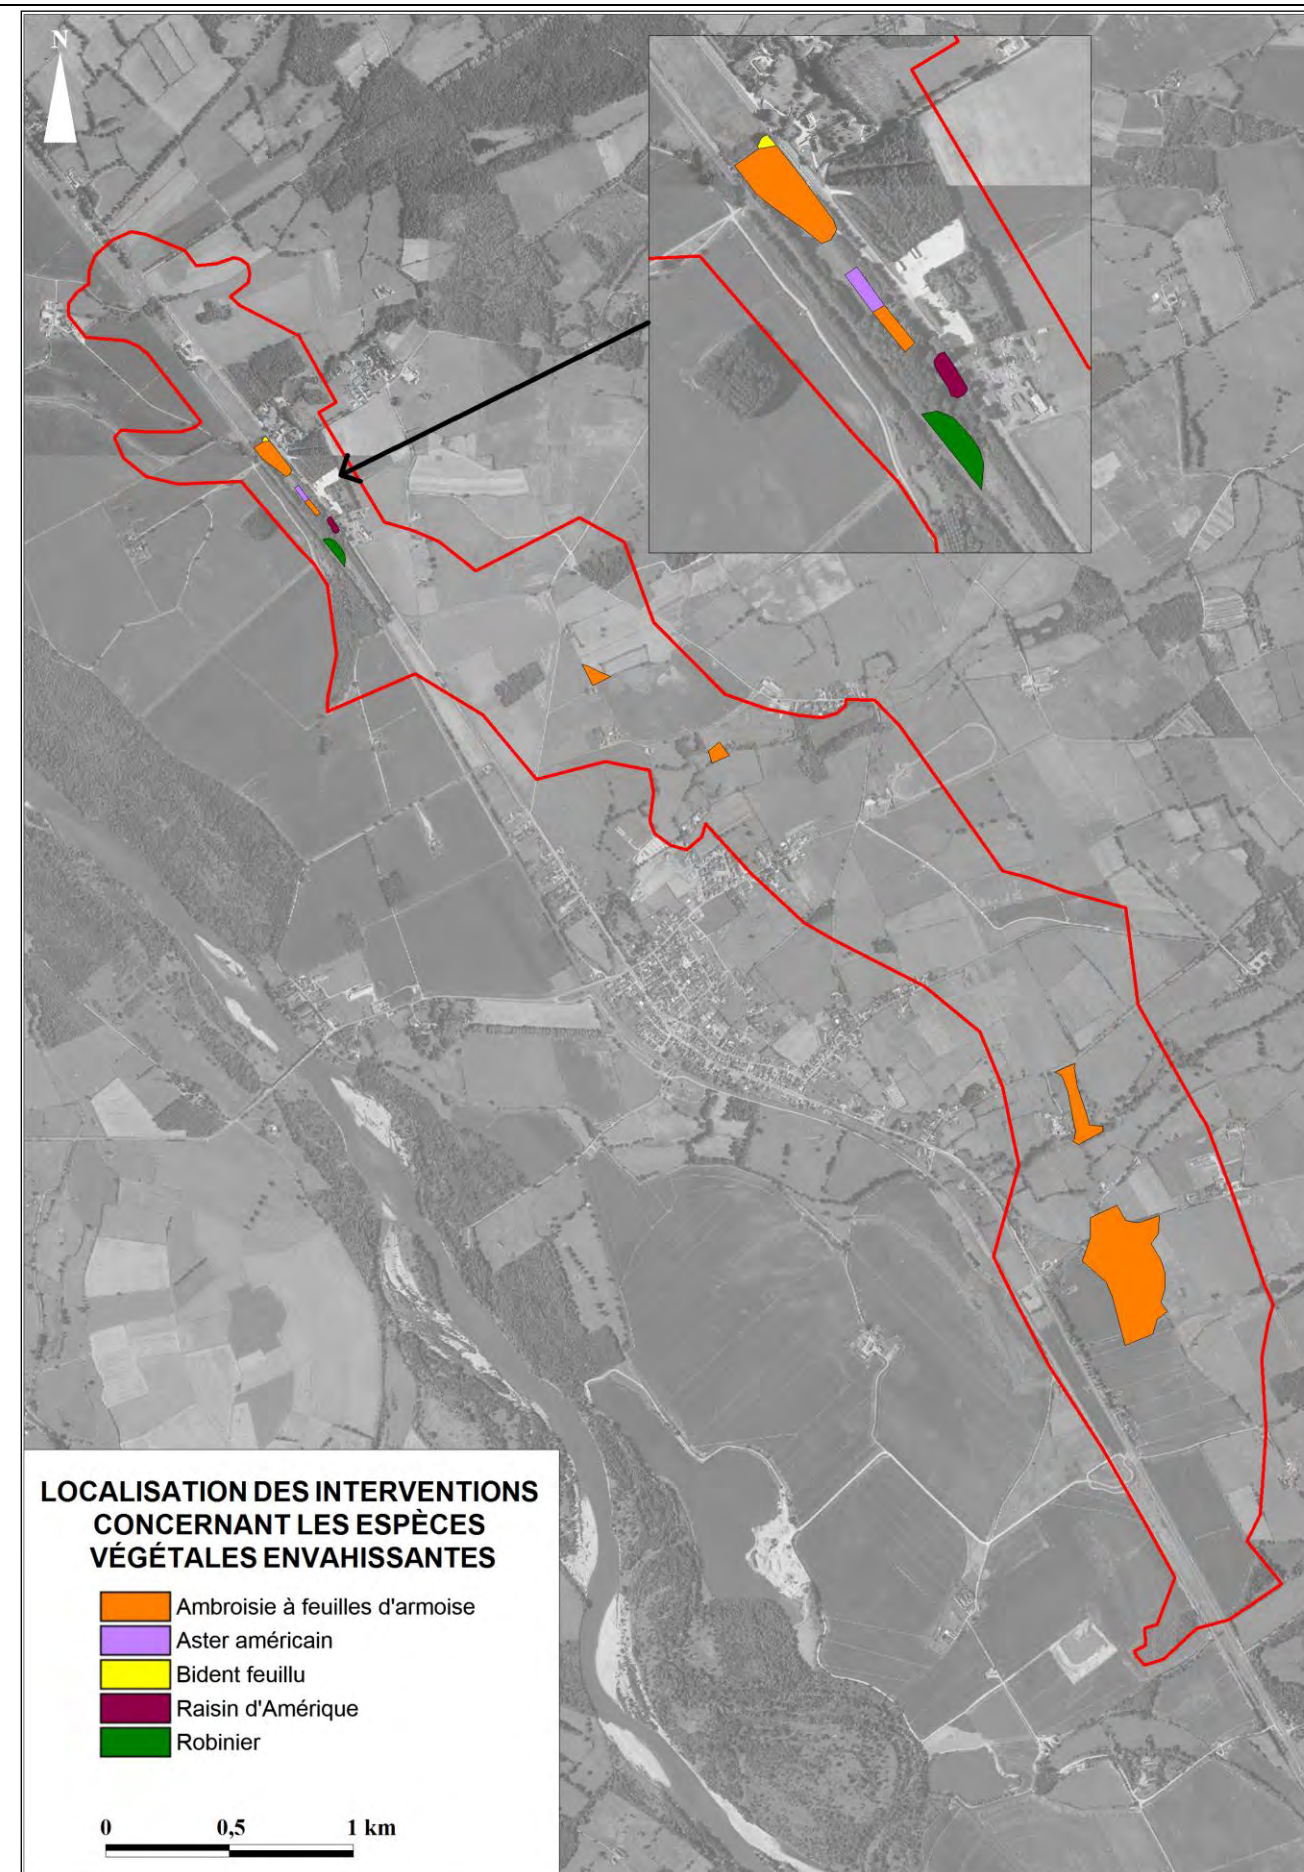 N
LOCALISATION DES INTERVENTIONS
CONCERNANT LES ESPÈCES
VÉGÉTALES ENVAHISSANTES
Ambroisie à feuilles d'armoise
Aster américain
Bident feuillu
Raisin d'Amérique
Robinier
0 0,5 1 km